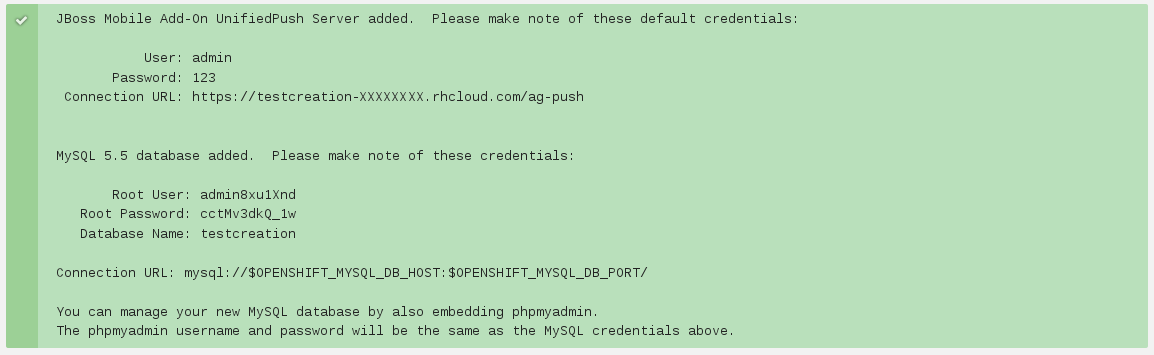 JBoss Mobile Add-On UnifiedPush Server added.  Please make note of these default credentials:
User: admin
Password: 123
Connection URL: https://testcreation-XXXXXXXX.rhcloud.com/ag-push
MySQL 5.5 database added.  Please make note of these credentials:
Root User: admin8xu1Xnd
Root Password: cctMv3dkQ_1w
Database Name: testcreation
Connection URL: mysql://$OPENSHIFT_MYSQL_DB_HOST:$OPENSHIFT_MYSQL_DB_PORT/
You can manage your new MySQL database by also embedding phpmyadmin.
The phpmyadmin username and password will be the same as the MySQL credentials above.